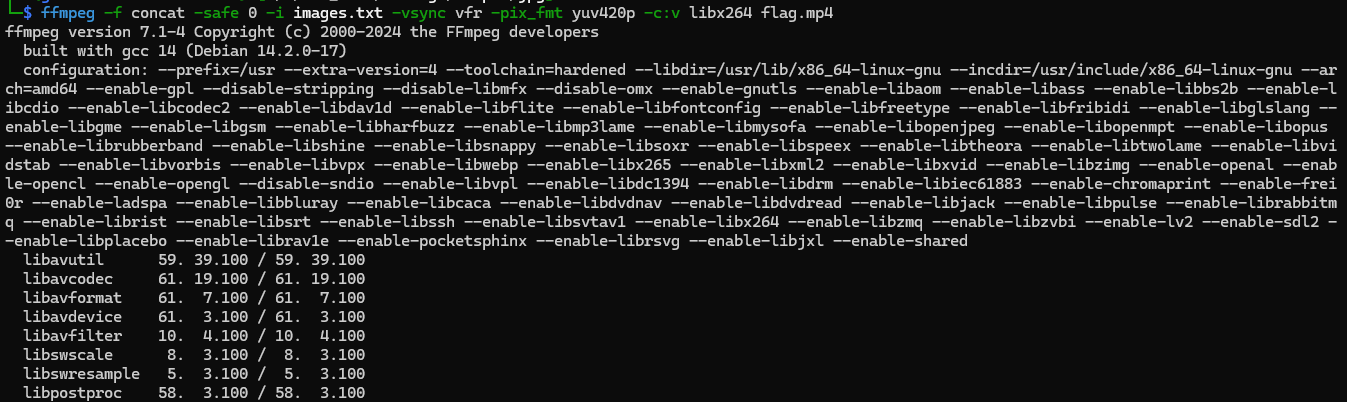 └─$ ffmpeg -f concat -safe 0 -i images.txt -vsync vfr -pix_fmt yuv420p -c:v libx264 flag.mp4
ffmpeg version 7.1-4 Copyright (c) 2000-2024 the FFmpeg developers
  built with gcc 14 (Debian 14.2.0-17)
  configuration: --prefix=/usr --extra-version=4 --toolchain=hardened --libdir=/usr/lib/x86_64-linux-gnu --incdir=/usr/include/x86_64-linux-gnu --ar
ch=amd64 --enable-gpl --disable-stripping --disable-libmfx --disable-omx --enable-gnutls --enable-libaom --enable-libass --enable-libbs2b --enable-l
ibcdio --enable-libcodec2 --enable-libdav1d --enable-libflite --enable-libfontconfig --enable-libfreetype --enable-libfribidi --enable-libglslang --
enable-libgme --enable-libgsm --enable-libharfbuzz --enable-libmp3lame --enable-libmysofa --enable-libopenjpeg --enable-libopenmpt --enable-libopus
--enable-librubberband --enable-libshine --enable-libsnappy --enable-libsoxr --enable-libspeex --enable-libtheora --enable-libtwolame --enable-libvi
dstab --enable-libvorbis --enable-libvpx --enable-libwebp --enable-libx265 --enable-libxml2 --enable-libxvid --enable-libzimg --enable-openal --enab
le-opencl --enable-opengl --disable-sndio --enable-libvpl --enable-libdc1394 --enable-libdrm --enable-libiec61883 --enable-chromaprint --enable-frei
0r --enable-ladspa --enable-libbluray --enable-libcaca --enable-libdvdnav --enable-libdvdread --enable-libjack --enable-libpulse --enable-librabbitm
q --enable-librist --enable-libsrt --enable-libssh --enable-libsvtav1 --enable-libx264 --enable-libzmq --enable-libzvbi --enable-lv2 --enable-sdl2 -
-enable-libplacebo --enable-librav1e --enable-pocketsphinx --enable-librsvg --enable-libjxl --enable-shared
  libavutil      59. 39.100 / 59. 39.100
  libavcodec     61. 19.100 / 61. 19.100
  libavformat    61.  7.100 / 61.  7.100
  libavdevice    61.  3.100 / 61.  3.100
  libavfilter    10.  4.100 / 10.  4.100
  libswscale      8.  3.100 /  8.  3.100
  libswresample   5.  3.100 /  5.  3.100
  libpostproc    58.  3.100 / 58.  3.100